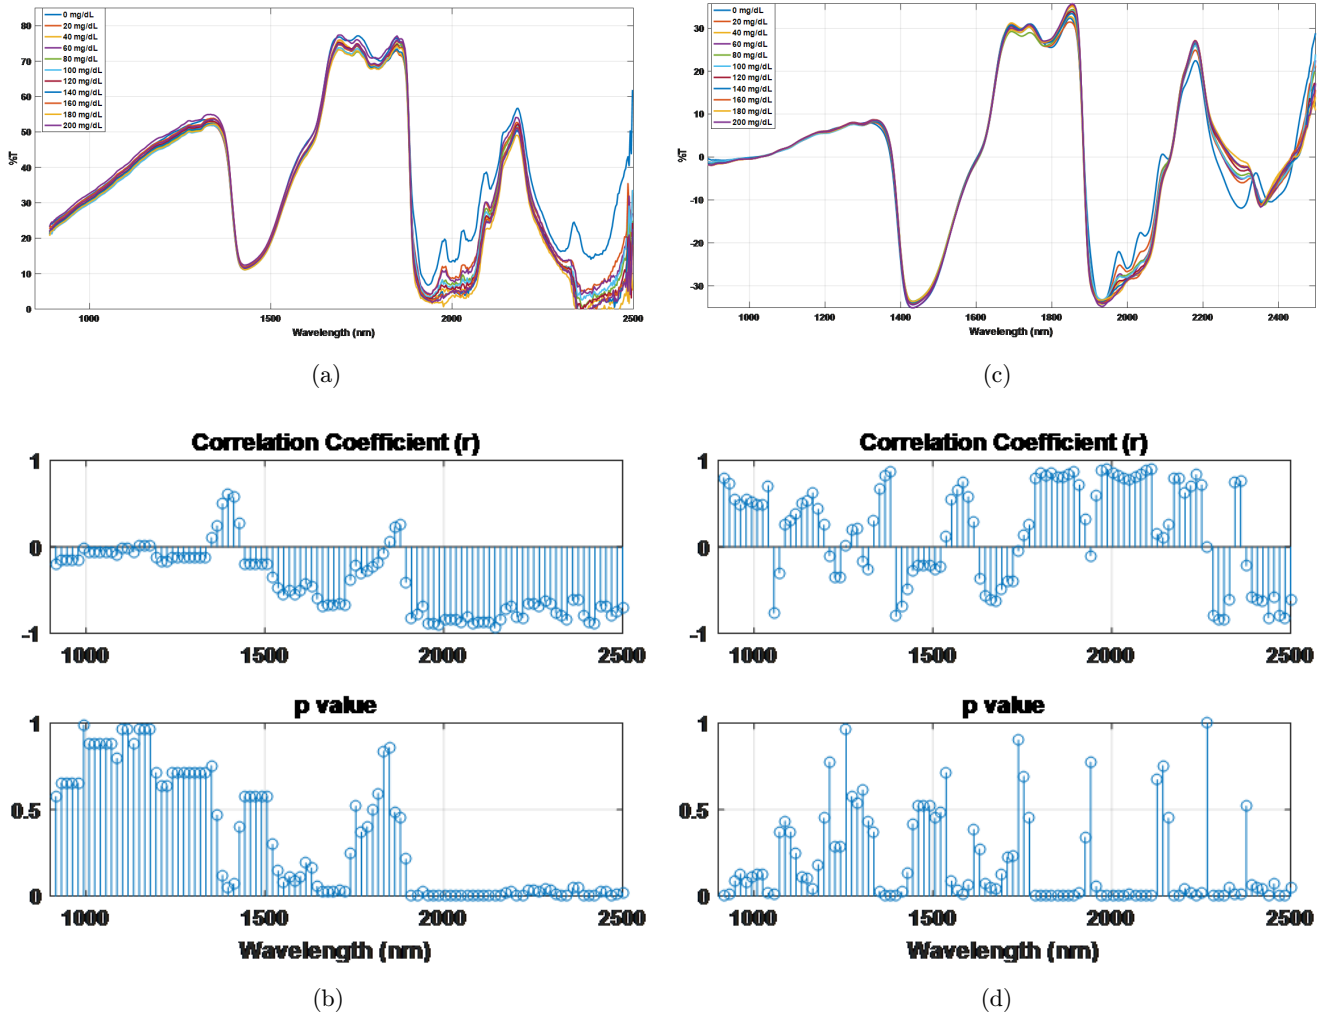 85
80
70
60
50
40
30
20
10
0
%T
0 mg/dL
20 mg/dL
40 mg/dL
60 mg/dL
80 mg/dL
100 mg/dL
120 mg/dL
140 mg/dL
160 mg/dL
180 mg/dL
200 mg/dL
1000 1500 2000 2500
Wavelength (nm)
(a)
30
20
10
0
-10
-20
-30
%T
0 mg/dL
20 mg/dL
40 mg/dL
60 mg/dL
80 mg/dL
100 mg/dL
120 mg/dL
140 mg/dL
160 mg/dL
180 mg/dL
200 mg/dL
1000 1200 1400 1600 1800 2000 2200 2400
Wavelength (nm)
(c)
Correlation Coefficient (r)
1
0
-1
1000 1500 2000 2500
p value
1
0.5
0
1000 1500 2000 2500
Wavelength (nm)
(b)
Correlation Coefficient (r)
1
0
-1
1000 1500 2000 2500
p value
1
0.5
0
1000 1500 2000 2500
Wavelength (nm)
(d)